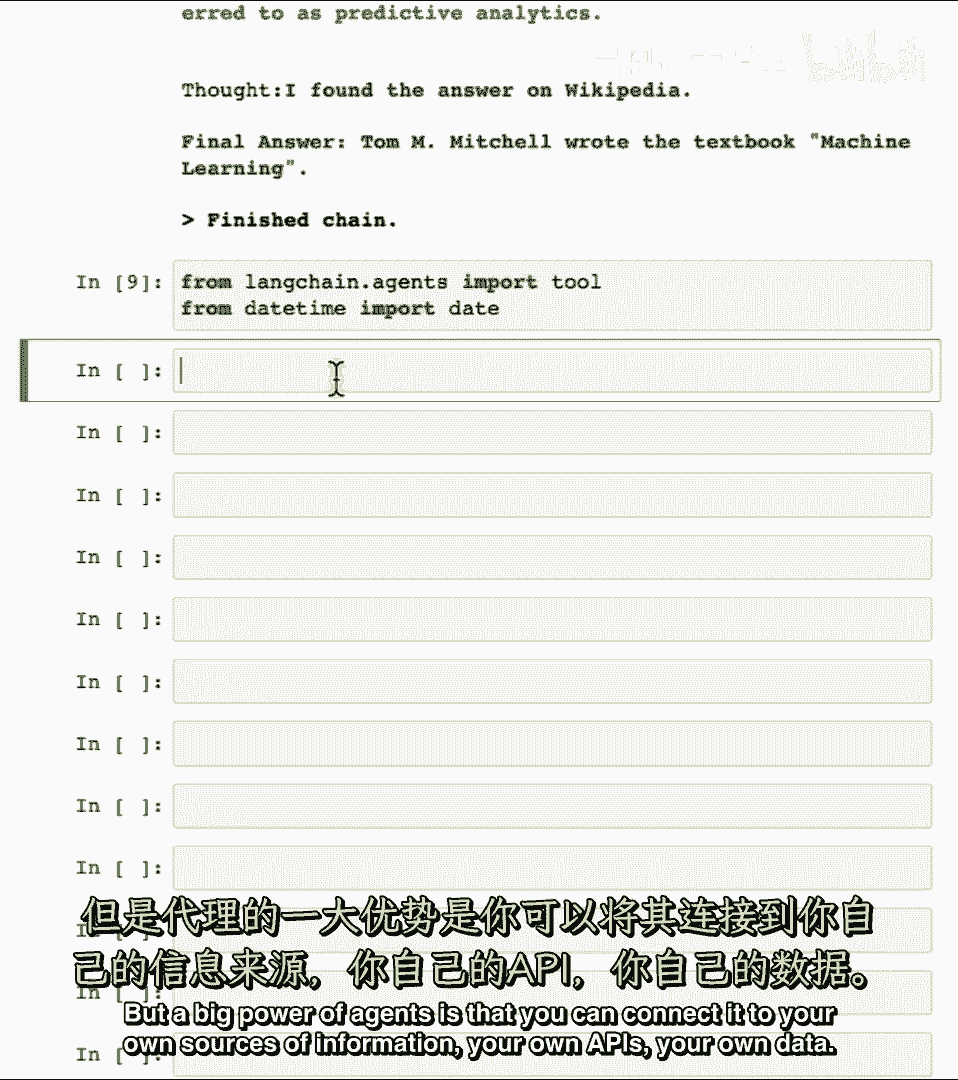 erred to as predictive analytics.
Thought:I found the answer on Wikipedia.
Final Answer: Tom M. Mitchell wrote the textbook "Machine
Learning".
> Finished chain.
In [9]: from langchain.agents import tool
from datetime import date
In [ ]:
In [ ]:
In [ ]:
In [ ]:
In [ ]:
In [ ]:
In [ ]:
In [ ]:
In [ ]:
In [ ]:
In [ ]:
In [ ]:
但是代理的一大优势是你可以将其连接到你自
己的信息来源，你自己的API，你自己的数据。
But a big power of agents is that you can connect it to your
own sources of information, your own APIs, your own data.